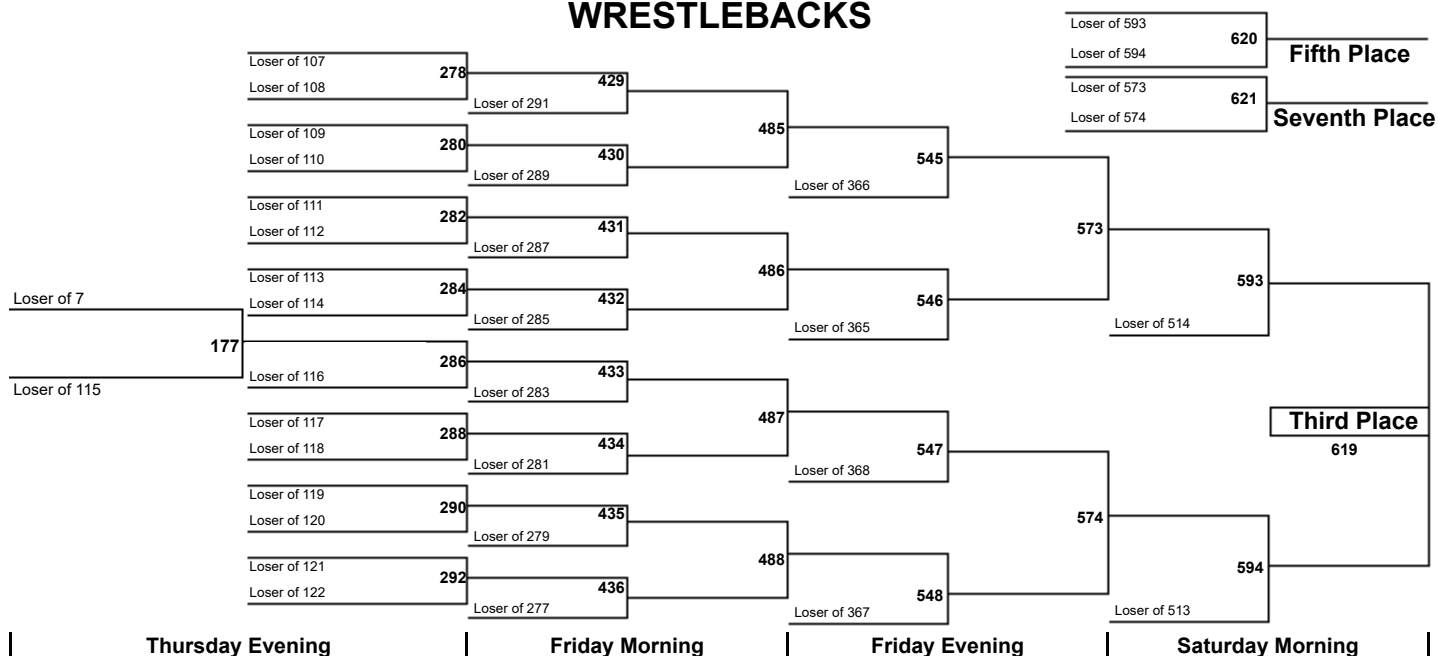 WRESTLEBACKS
Loser of 593
620
Loser of 594
Fifth Place
Loser of 573
621
Loser of 574
Seventh Place
Loser of 7
177
Loser of 115
Loser of 107
278
Loser of 108
Loser of 109
280
Loser of 110
Loser of 111
282
Loser of 112
Loser of 113
284
Loser of 114
286
Loser of 116
Loser of 117
288
Loser of 118
Loser of 119
290
Loser of 120
Loser of 121
292
Loser of 122
429
Loser of 291
430
Loser of 289
431
Loser of 287
432
Loser of 285
433
Loser of 283
434
Loser of 281
435
Loser of 279
436
Loser of 277
485
486
487
488
545
Loser of 366
546
Loser of 365
547
Loser of 368
548
Loser of 367
573
574
593
Loser of 514
594
Loser of 513
Third Place
619
Thursday Evening
Friday Morning
Friday Evening
Saturday Morning